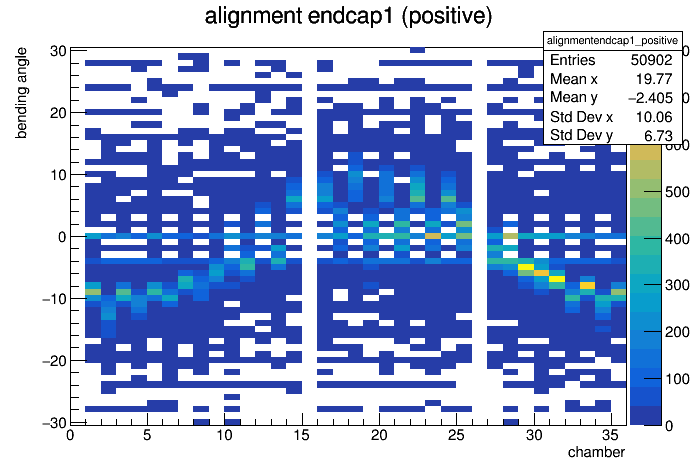 alignment endcap1 (positive)
alignmentendcap1_positive
Entries 50902
Mean x 19.77
Mean y −2.405
Std Dev x 10.06
Std Dev y 6.73
bending angle
30
20
10
0
−10
−20
−30
0 5 10 15 20 25 30 35
chamber
600
500
400
300
200
100
0